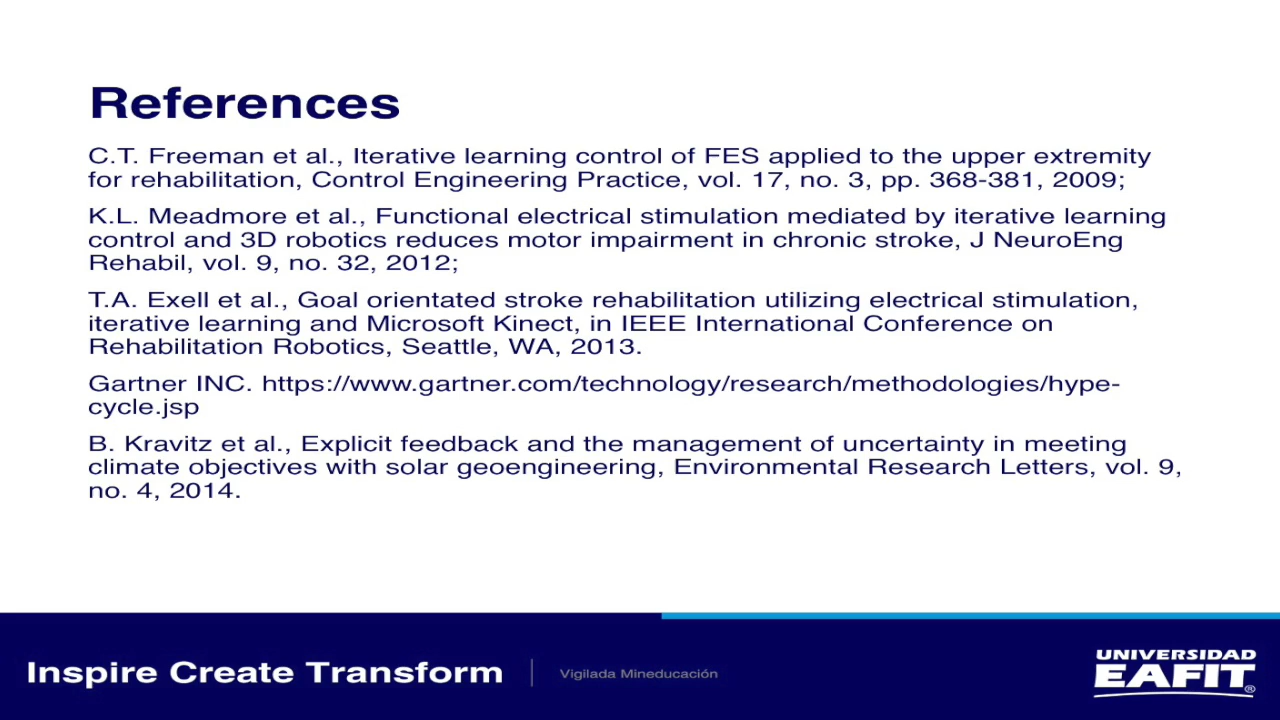 References
C.T. Freeman et al., Iterative learning control of FES applied to the upper extremity
for rehabilitation, Control Engineering Practice, vol. 17, no. 3, pp. 368-381, 2009;
K.L. Meadmore et al., Functional electrical stimulation mediated by iterative learning
control and 3D robotics reduces motor impairment in chronic stroke, J NeuroEng
Rehabil, vol. 9, no. 32, 2012;
T.A. Exell et al., Goal orientated stroke rehabilitation utilizing electrical stimulation,
iterative learning and Microsoft Kinect, in IEEE International Conference on
Rehabilitation Robotics, Seattle, WA, 2013.
Gartner INC. https://www.gartner.com/technology/research/methodologies/hype-
cycle.jsp
B. Kravitz et al., Explicit feedback and the management of uncertainty in meeting
climate objectives with solar geoengineering, Environmental Research Letters, vol. 9,
no. 4, 2014.
Inspire Create Transform
Vigilada Mineducación
UNIVERSIDAD
EAFIT®